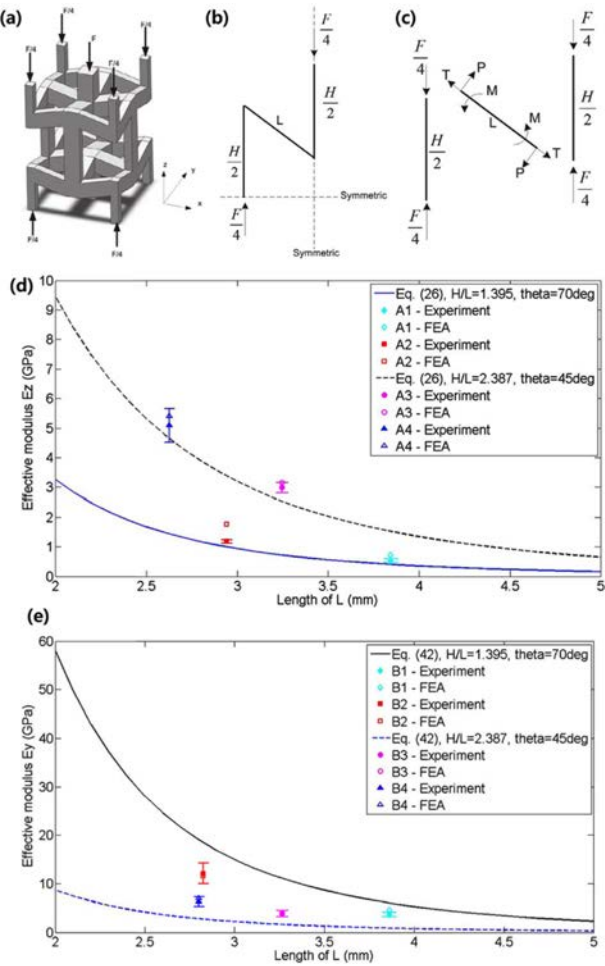 (a)
F/4
F/4
F
F/4
F/4
F/4
F/4
z
y
x
(b)
F/4
H/2
L
H/2
Symmetric
F/4
Symmetric
(c)
F/4
F/4
T
P
M
M
L
H/2
H/2
P
T
F/4
F/4
(d)
10
9
8
7
6
5
4
3
2
1
0
Effective modulus Ez (GPa)
Eq. (26), H/L=1.395, theta=70deg
A1 - Experiment
A1 - FEA
A2 - Experiment
A2 - FEA
Eq. (26), H/L=2.387, theta=45deg
A3 - Experiment
A3 - FEA
A4 - Experiment
A4 - FEA
2 2.5 3 3.5 4 4.5 5
Length of L (mm)
(e)
60
50
40
30
20
10
0
Effective modulus Ey (GPa)
Eq. (42), H/L=1.395, theta=70deg
B1 - Experiment
B1 - FEA
B2 - Experiment
B2 - FEA
Eq. (42), H/L=2.387, theta=45deg
B3 - Experiment
B3 - FEA
B4 - Experiment
B4 - FEA
2 2.5 3 3.5 4 4.5 5
Length of L (mm)